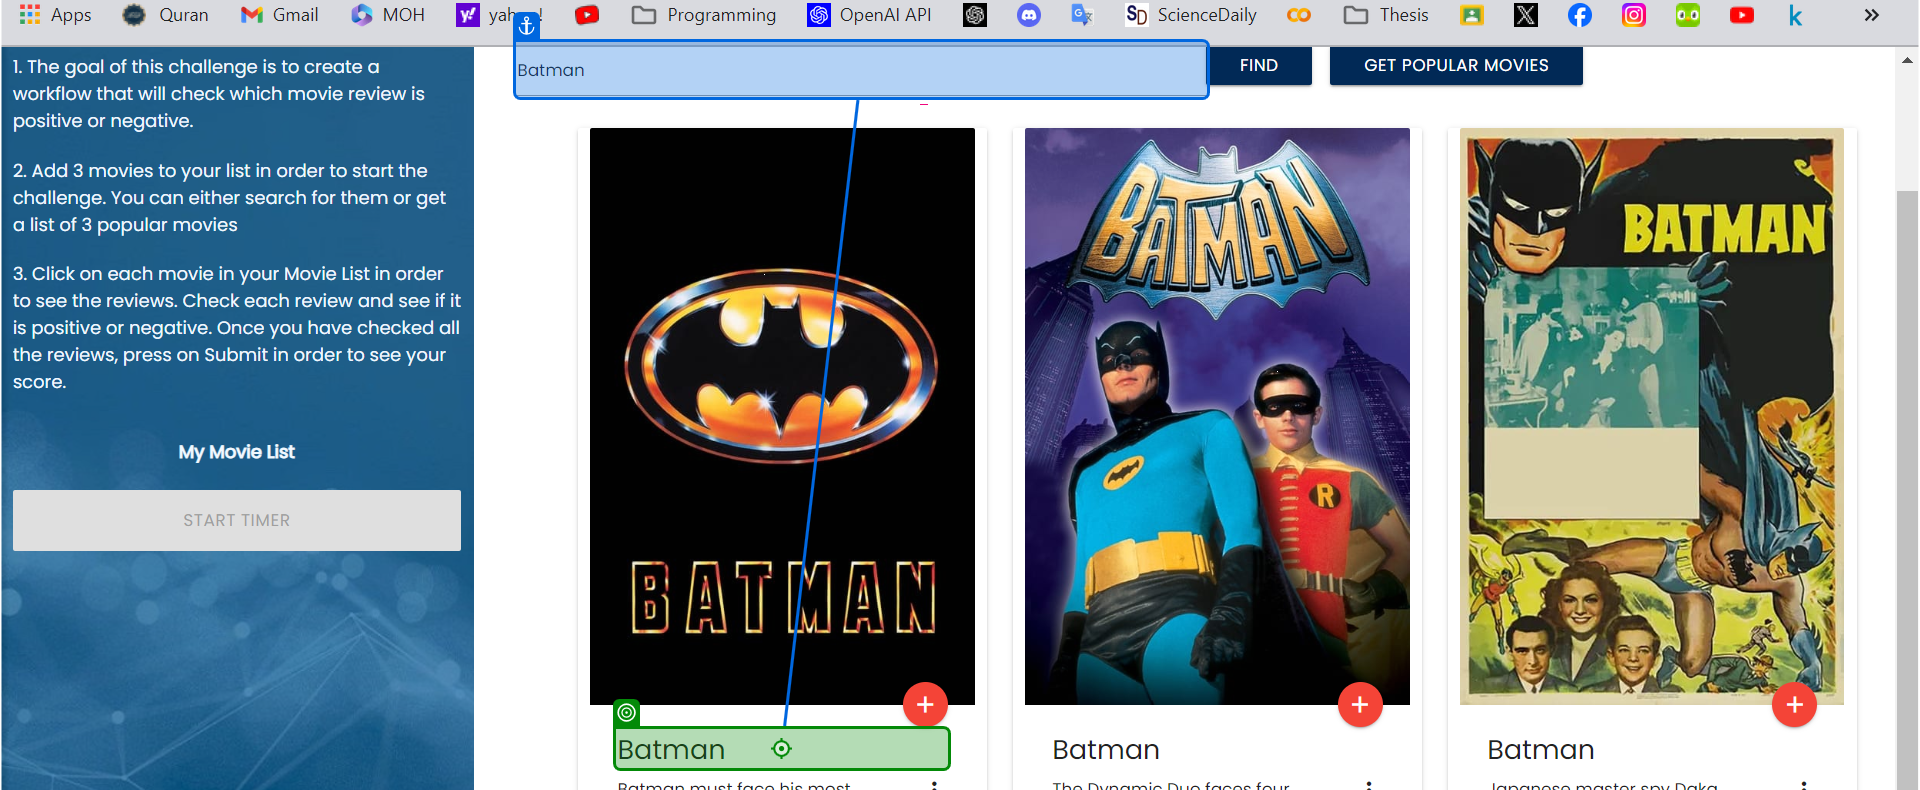 Apps Quran Gmail MOH yahoo! Programming OpenAI API ScienceDaily Thesis
1. The goal of this challenge is to create a
workflow that will check which movie review is
positive or negative.
2. Add 3 movies to your list in order to start the
challenge. You can either search for them or get
a list of 3 popular movies
3. Click on each movie in your Movie List in order
to see the reviews. Check each review and see if it
is positive or negative. Once you have checked all
the reviews, press on Submit in order to see your
score.
My Movie List
START TIMER
Batman
FIND
GET POPULAR MOVIES
BATMAN
BATMAN
BATMAN
R
Batman
Batman must face his most
Batman
The Dynamic Duo faces four
Batman
Japanese master spy Daka